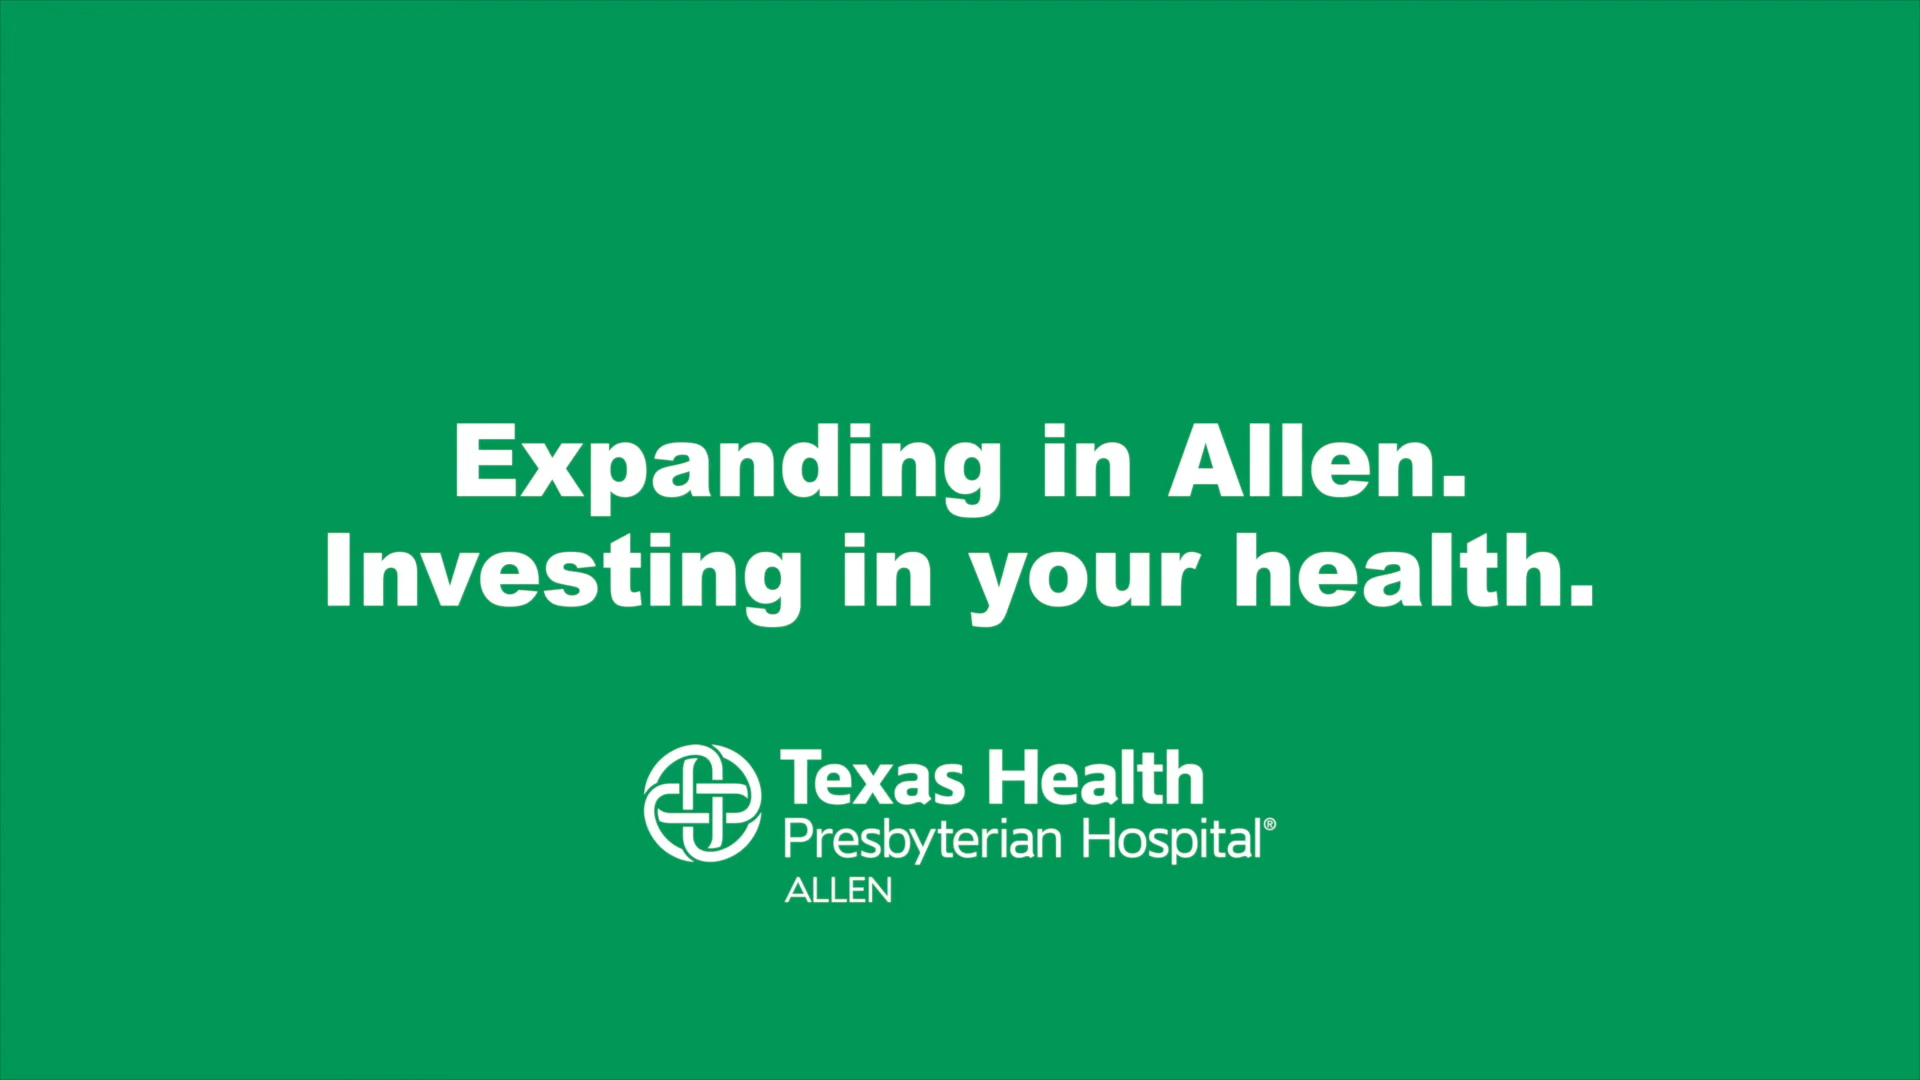 Expanding in Allen.
Investing in your health.
Texas Health
Presbyterian Hospital®
ALLEN